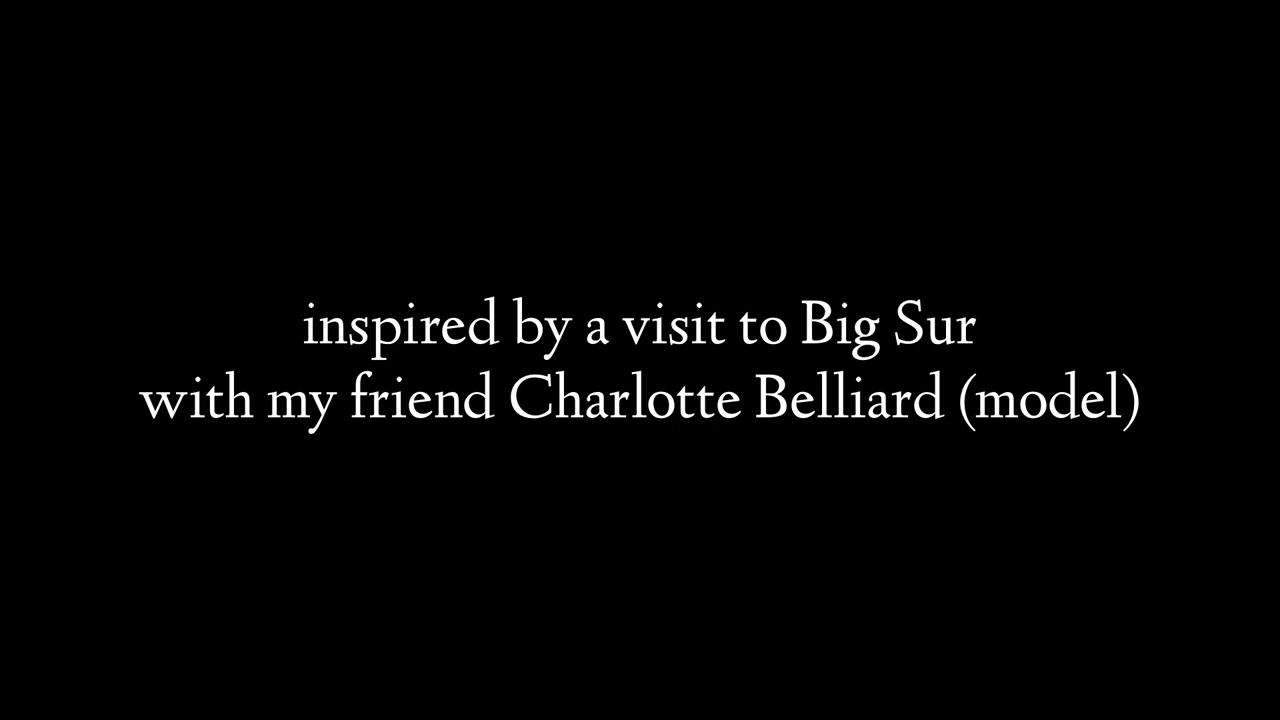 inspired by a visit to Big Sur
with my friend Charlotte Belliard (model)